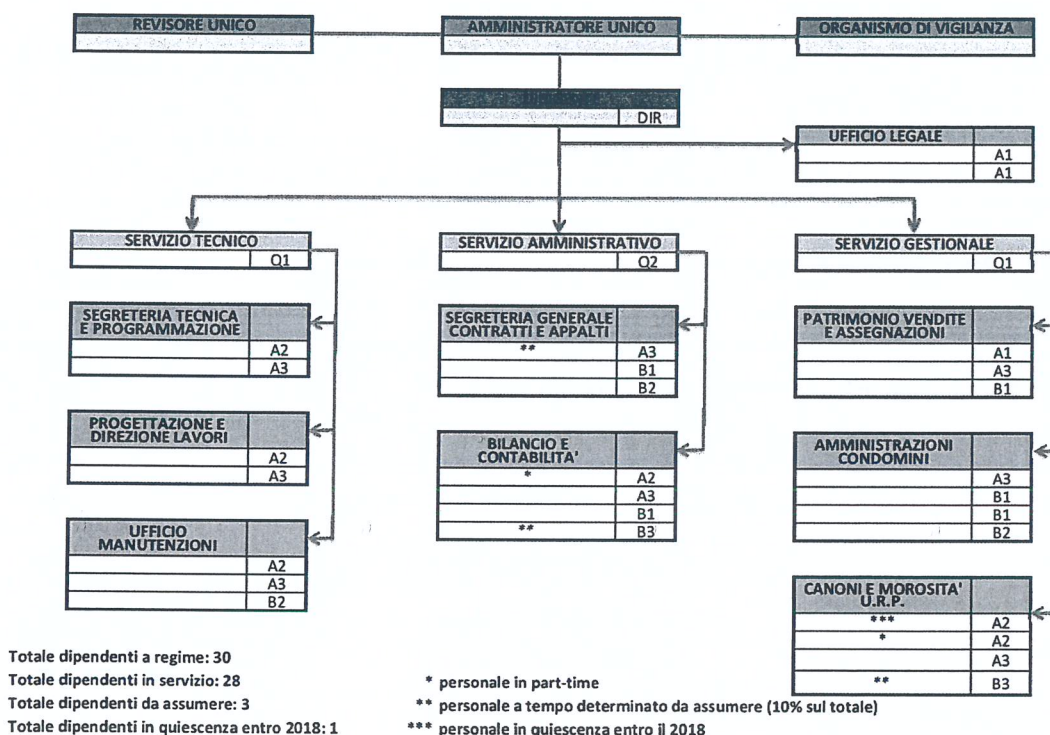 REVISORE UNICO
AMMINISTRATORE UNICO
ORGANISMO DI VIGILANZA
DIR
UFFICIO LEGALE
A1
A1
SERVIZIO TECNICO
Q1
SEGRETERIA TECNICA
E PROGRAMMAZIONE
A2
A3
PROGETTAZIONE E
DIREZIONE LAVORI
A2
A3
UFFICIO
MANUTENZIONI
A2
A3
B2
SERVIZIO AMMINISTRATIVO
Q2
SEGRETERIA GENERALE
CONTRATTI E APPALTI
** A3
B1
B2
BILANCIO E
CONTABILITA'
* A2
A3
B1
** B3
SERVIZIO GESTIONALE
Q1
PATRIMONIO VENDITE
E ASSEGNAZIONI
A1
A3
B1
AMMINISTRAZIONI
CONDOMINI
A3
B1
B1
B2
CANONI E MOROSITA'
U.R.P.
*** A2
* A2
A3
** B3
Totale dipendenti a regime: 30
Totale dipendenti in servizio: 28
Totale dipendenti da assumere: 3
Totale dipendenti in quiescenza entro 2018: 1
* personale in part-time
** personale a tempo determinato da assumere (10% sul totale)
*** personale in quiescenza entro il 2018